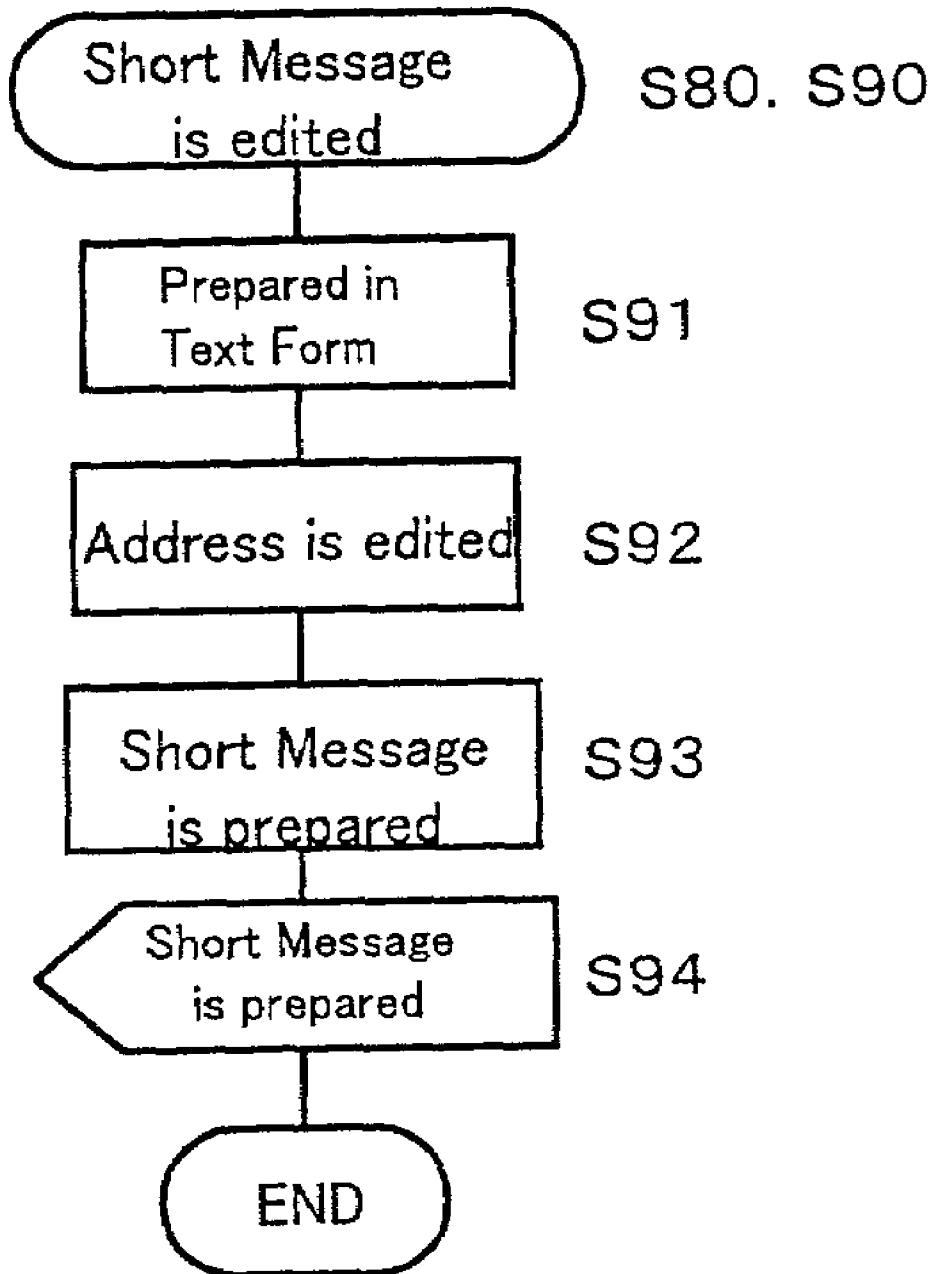 Short Message
is edited
S80. S90
Prepared in
Text Form
S91
Address is edited
S92
Short Message
is prepared
S93
Short Message
is prepared
S94
END